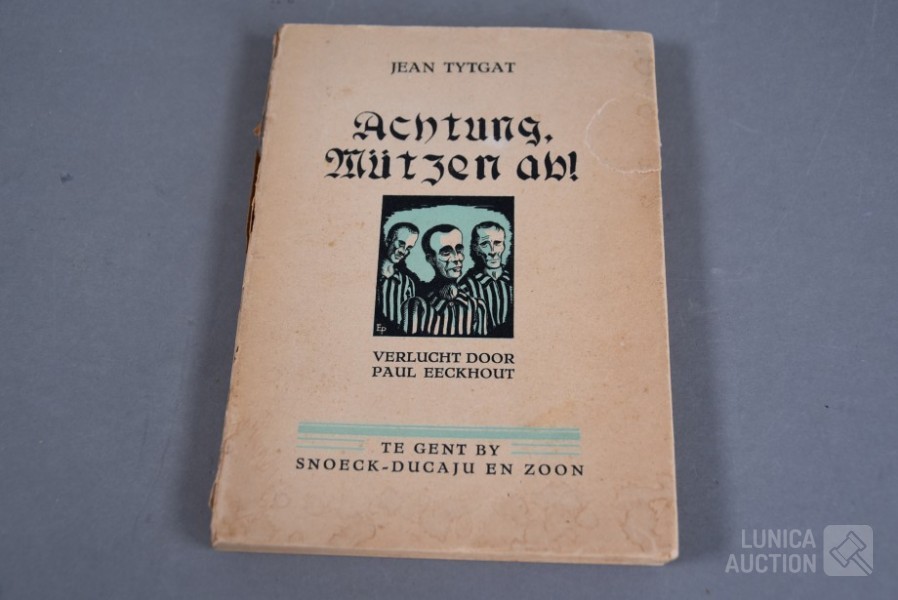 JEAN TYTGAT
Achtung,
Mützen ab!
EP
VERLUCHT DOOR
PAUL EECKHOUT
TE GENT BY
SNOECK-DUCAJU EN ZOON
LUNICA
AUCTION